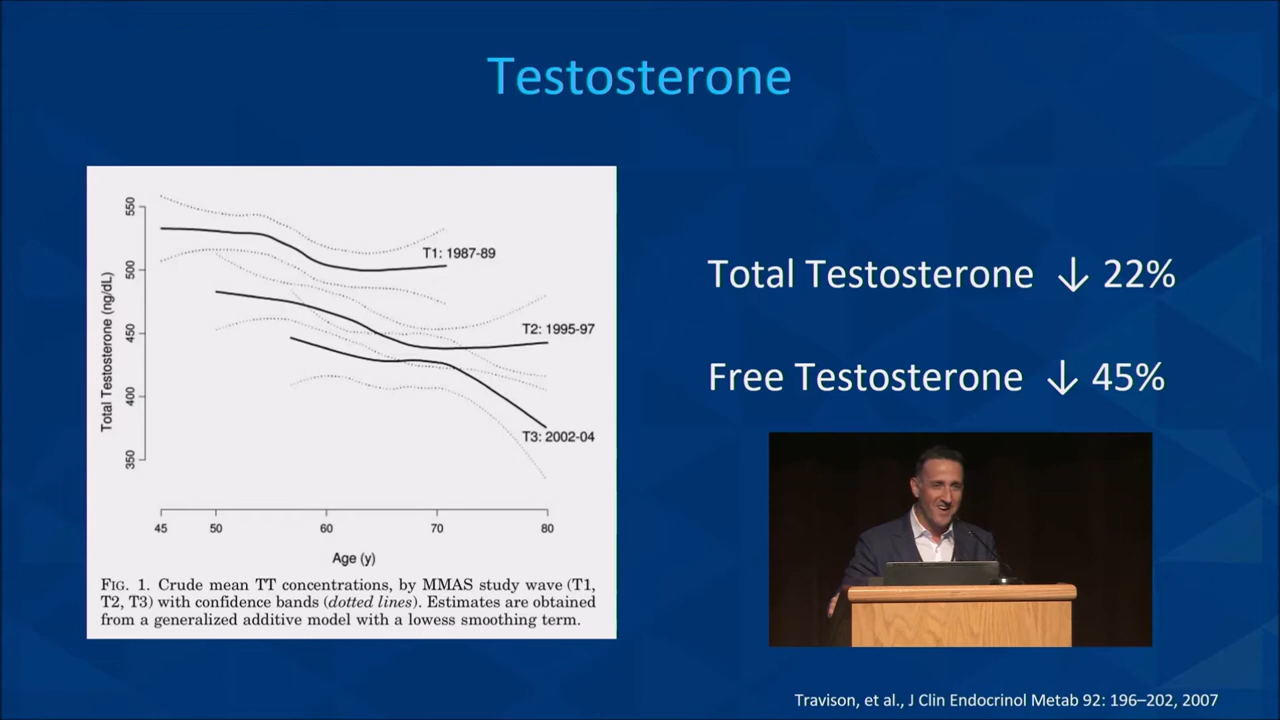 Testosterone
550
500
450
400
350
Total Testosterone (ng/dL)
T1: 1987-89
T2: 1995-97
T3: 2002-04
45 50 60 70 80
Age (y)
FIG. 1. Crude mean TT concentrations, by MMAS study wave (T1,
T2, T3) with confidence bands (dotted lines). Estimates are obtained
from a generalized additive model with a lowess smoothing term.
Total Testosterone ↓ 22%
Free Testosterone ↓ 45%
Travison, et al., J Clin Endocrinol Metab 92: 196–202, 2007